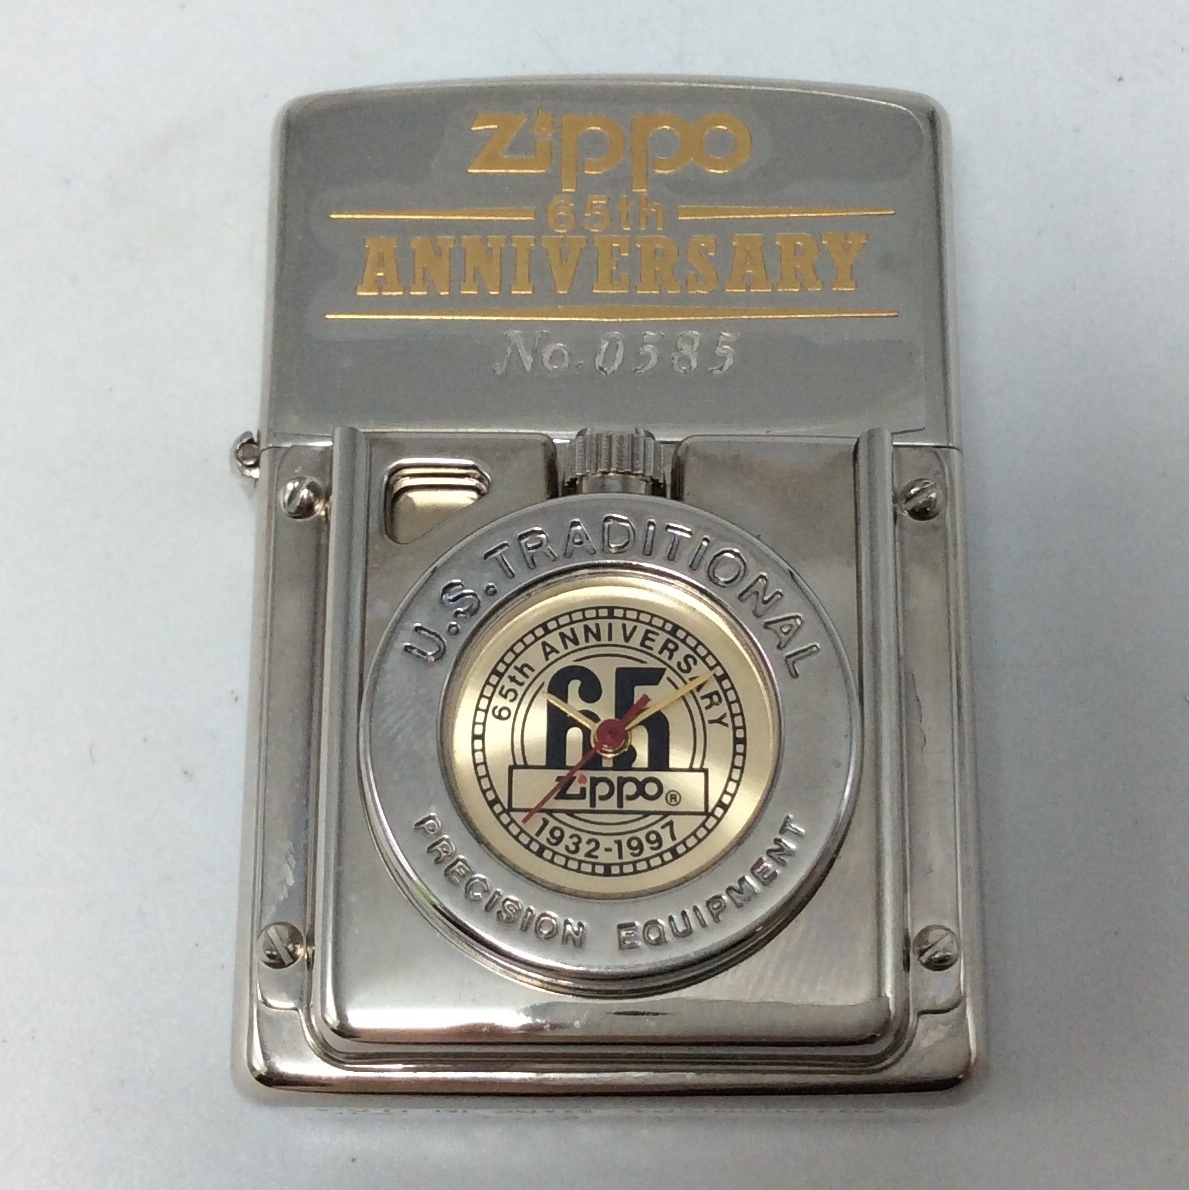 Zippo
65th
ANNIVERSARY
No.0585
U.S.TRADITIONAL
65th ANNIVERSARY
65
Zippo®
1932-1997
PRECISION EQUIPMENT